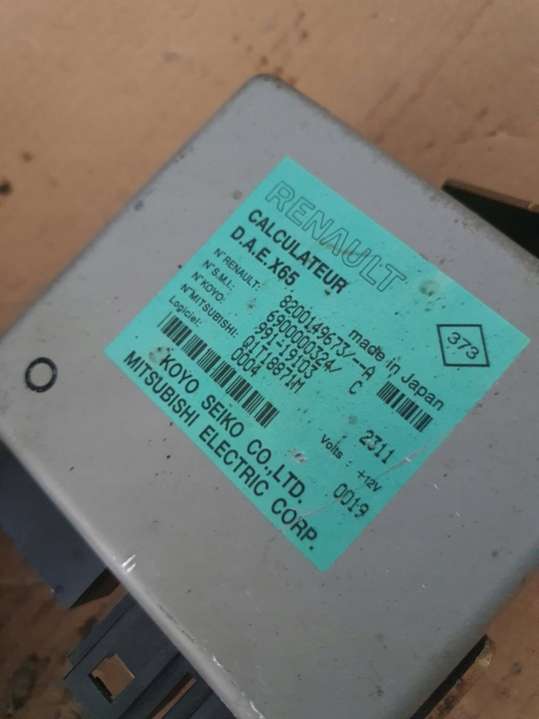 RENAULT
CALCULATEUR
D.A.E.X65
made in Japan
373
N° RENAULT: 8200149673/--A
N° S.M.I.: 6900000324/ C
N° KOYO: 991-19103
N° MITSUBISHI: Q1T18871M
Logiciel: 0004
2311
Volts : +12V
0019
KOYO SEIKO CO.,LTD.
MITSUBISHI ELECTRIC CORP.